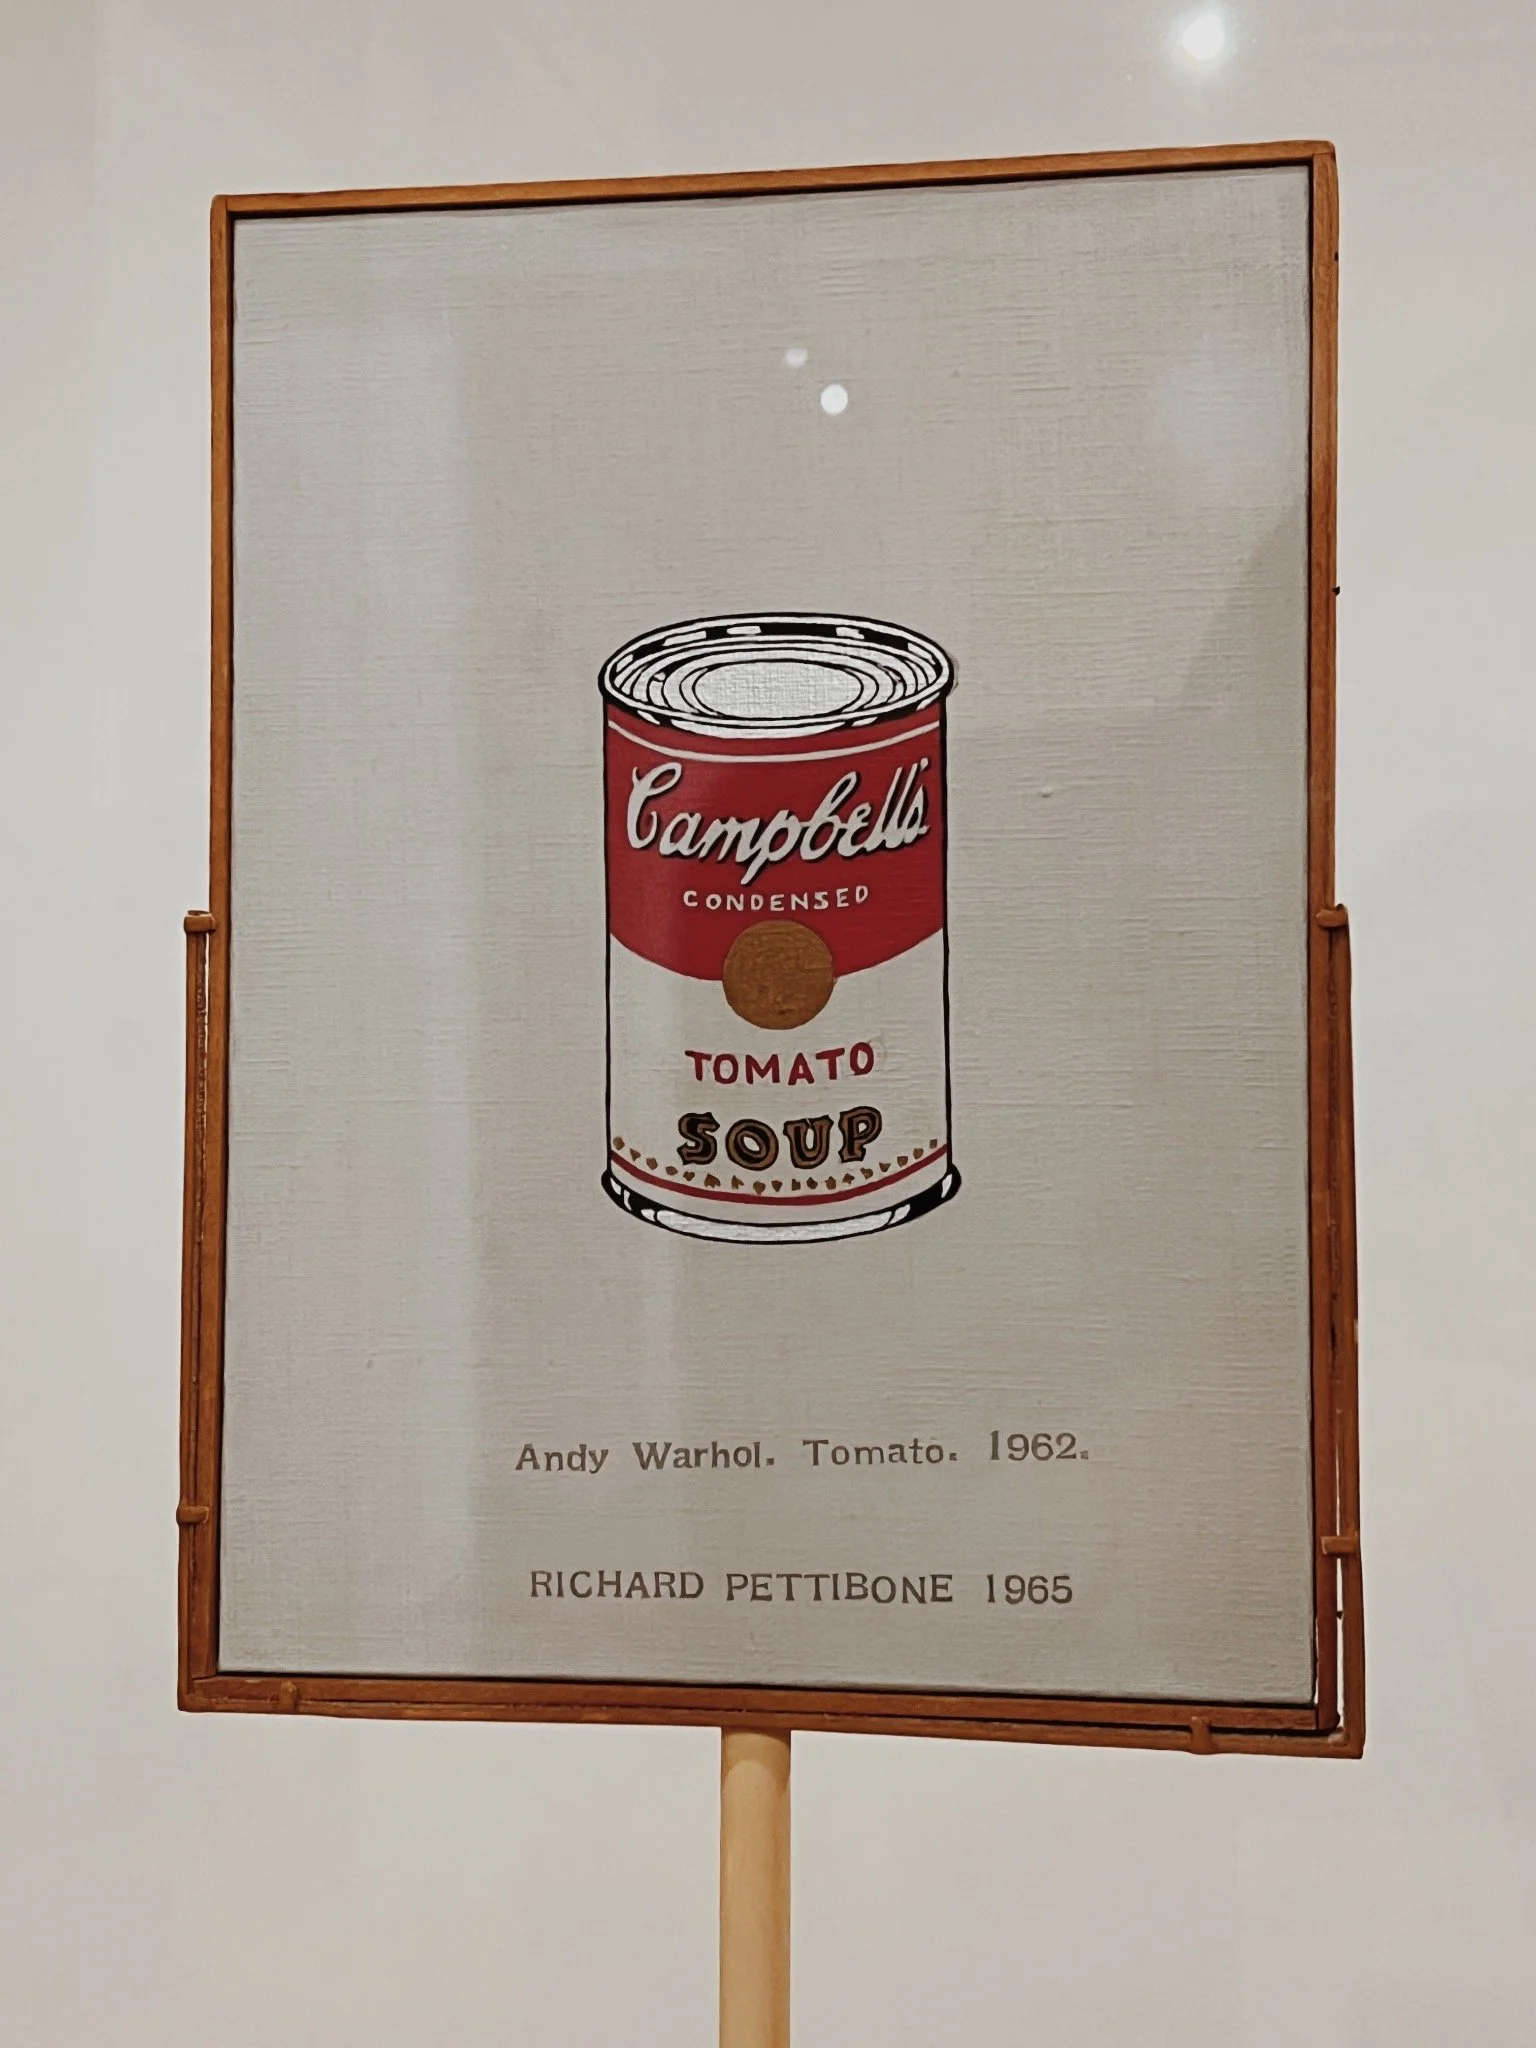 Campbell's
CONDENSED
TOMATO
SOUP
Andy Warhol. Tomato. 1962.
RICHARD PETTIBONE 1965